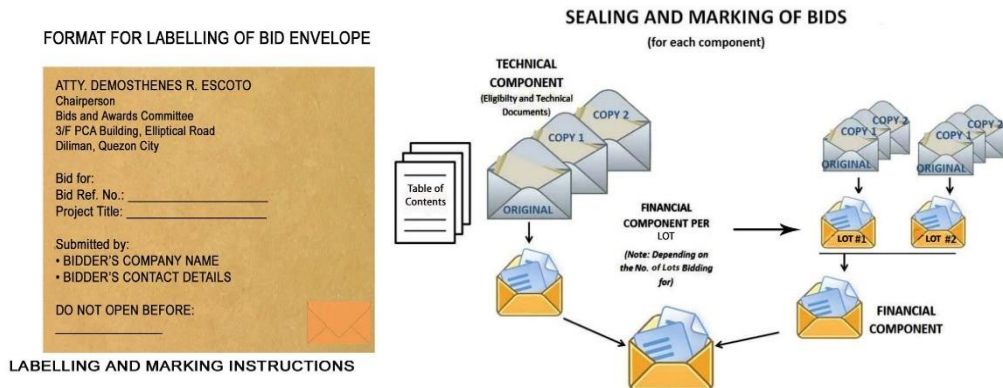 FORMAT FOR LABELLING OF BID ENVELOPE
ATTY. DEMOSTHENES R. ESCOTO
Chairperson
Bids and Awards Committee
3/F PCA Building, Elliptical Road
Diliman, Quezon City
Bid for:
Bid Ref. No.: ____________________
Project Title: ____________________
Submitted by:
• BIDDER'S COMPANY NAME
• BIDDER'S CONTACT DETAILS
DO NOT OPEN BEFORE:
_______________
LABELLING AND MARKING INSTRUCTIONS
SEALING AND MARKING OF BIDS
(for each component)
TECHNICAL
COMPONENT
(Eligibilty and Technical
Documents)
COPY 2
COPY 1
ORIGINAL
Table of
Contents
FINANCIAL
COMPONENT PER
LOT
(Note: Depending on
the No. of Lots Bidding
for)
COPY 2
COPY 1
ORIGINAL
COPY 2
COPY 1
ORIGINAL
LOT #1
LOT #2
FINANCIAL
COMPONENT